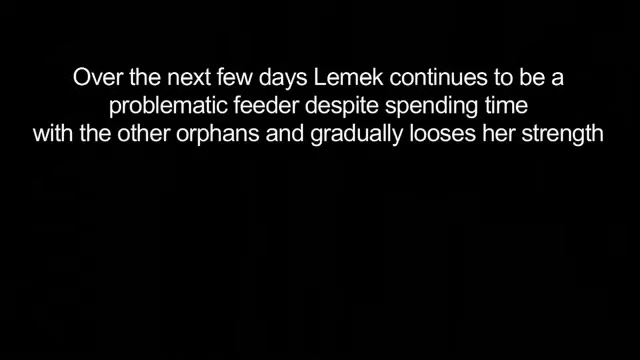 Over the next few days Lemek continues to be a
problematic feeder despite spending time
with the other orphans and gradually looses her strength